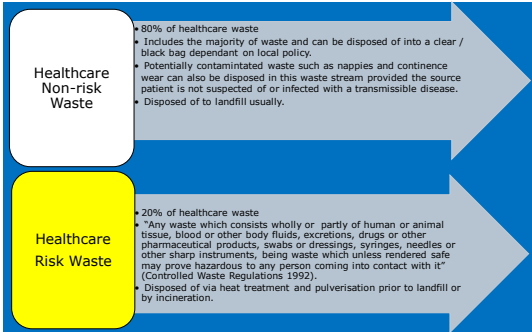 Healthcare
Non-risk
Waste
• 80% of healthcare waste
• Includes the majority of waste and can be disposed of into a clear /
black bag dependant on local policy.
• Potentially contamintated waste such as nappies and continence
wear can also be disposed in this waste stream provided the source
patient is not suspected of or infected with a transmissible disease.
• Disposed of to landfill usually.
Healthcare
Risk Waste
• 20% of healthcare waste
• “Any waste which consists wholly or partly of human or animal
tissue, blood or other body fluids, excretions, drugs or other
pharmaceutical products, swabs or dressings, syringes, needles or
other sharp instruments, being waste which unless rendered safe
may prove hazardous to any person coming into contact with it”
(Controlled Waste Regulations 1992).
• Disposed of via heat treatment and pulverisation prior to landfill or
by incineration.